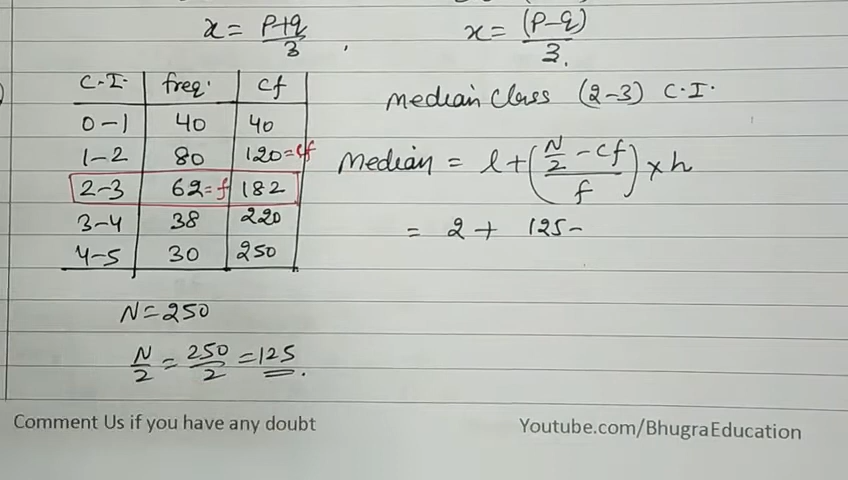 x = p+q/3 , x = (p-q)/3.
C.I. freq. cf
0-1 40 40
1-2 80 120=cf
2-3 62=f 182
3-4 38 220
4-5 30 250
N=250
N/2 = 250/2 = 125.
Median Class (2-3) C.I.
Median = l+(N/2-cf/f)×h
= 2+ 125-
Comment Us if you have any doubt
Youtube.com/BhugraEducation